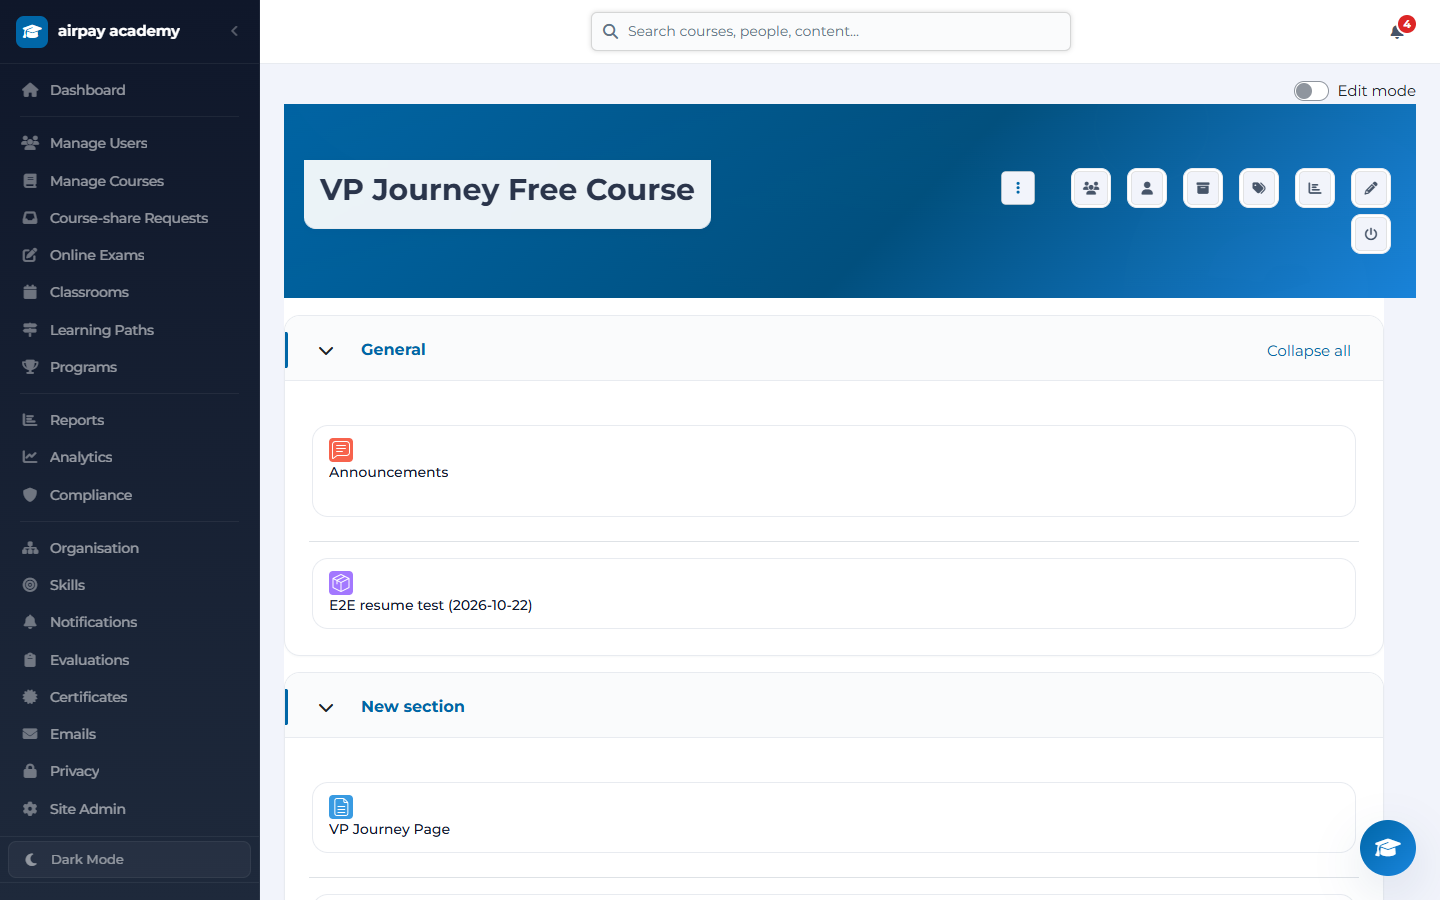 airpay academy
Search courses, people, content...
4
Edit mode
Dashboard
Manage Users
Manage Courses
Course-share Requests
Online Exams
Classrooms
Learning Paths
Programs
Reports
Analytics
Compliance
Organisation
Skills
Notifications
Evaluations
Certificates
Emails
Privacy
Site Admin
Dark Mode
VP Journey Free Course
General
Collapse all
Announcements
E2E resume test (2026-10-22)
New section
VP Journey Page